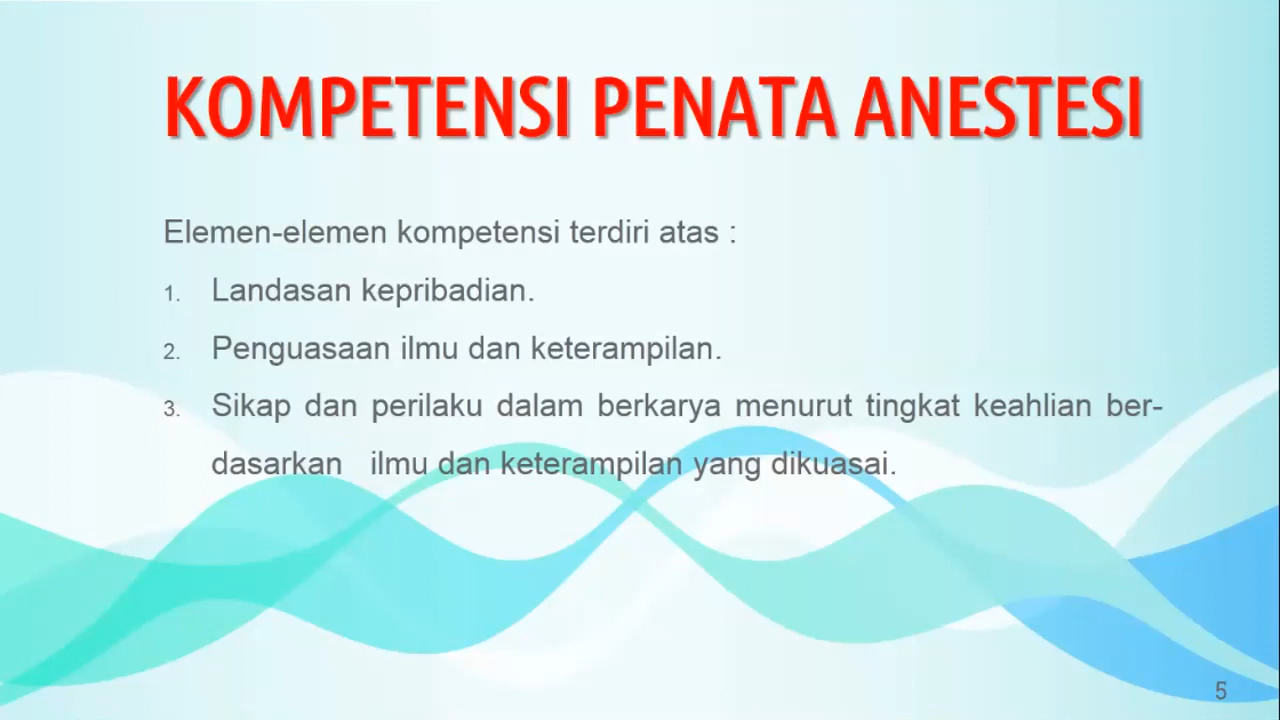 KOMPETENSI PENATA ANESTESI
Elemen-elemen kompetensi terdiri atas :
1. Landasan kepribadian.
2. Penguasaan ilmu dan keterampilan.
3. Sikap dan perilaku dalam berkarya menurut tingkat keahlian ber-
dasarkan ilmu dan keterampilan yang dikuasai.
5